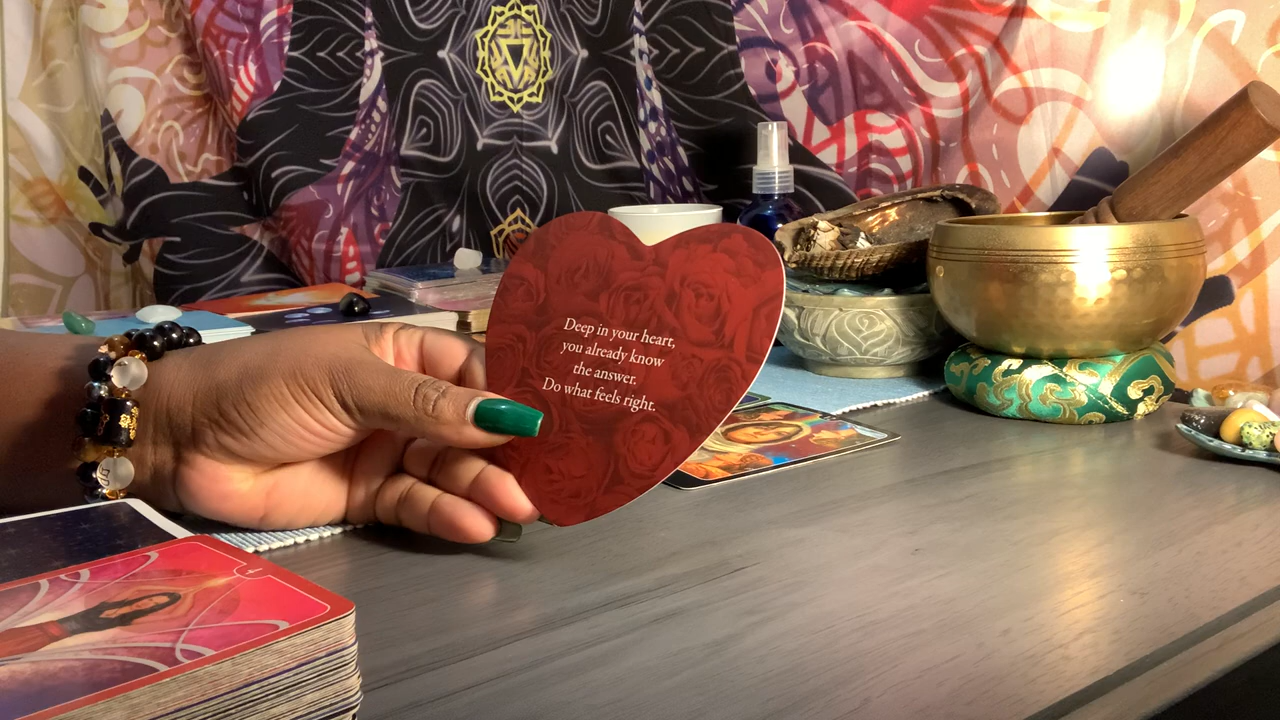 Deep in your heart,
you already know
the answer.
Do what feels right.